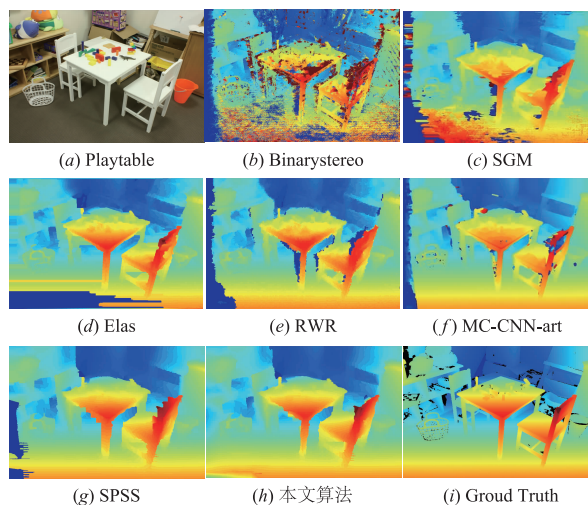 (a) Playtable
(b) Binarystereo
(c) SGM
(d) Elas
(e) RWR
(f) MC-CNN-art
(g) SPSS
(h) 本文算法
(i) Groud Truth